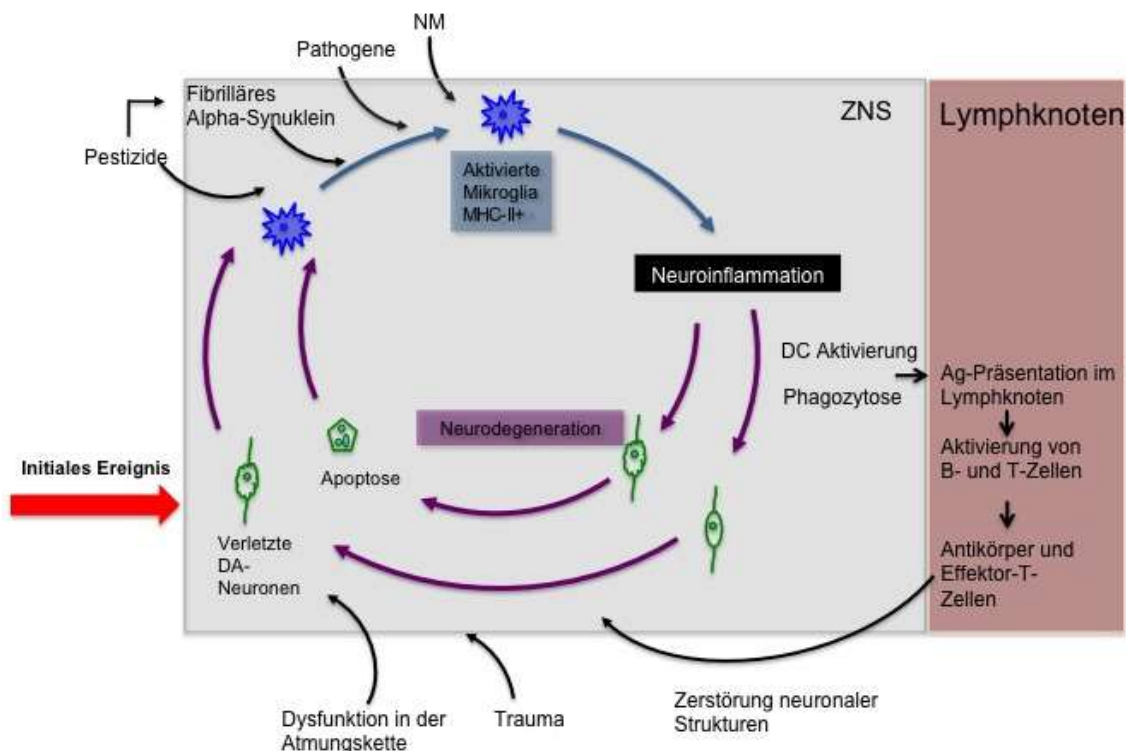 NM
Pathogene
Fibrilläres
Alpha-Synuklein
Pestizide
ZNS
Lymphknoten
Aktivierte
Mikroglia
MHC-II+
Neuroinflammation
DC Aktivierung
Phagozytose
Ag-Präsentation im
Lymphknoten
Aktivierung von
B- und T-Zellen
Antikörper und
Effektor-T-
Zellen
Neurodegeneration
Apoptose
Initiales Ereignis
Verletzte
DA-
Neuronen
Dysfunktion in der
Atmungskette
Trauma
Zerstörung neuronaler
Strukturen